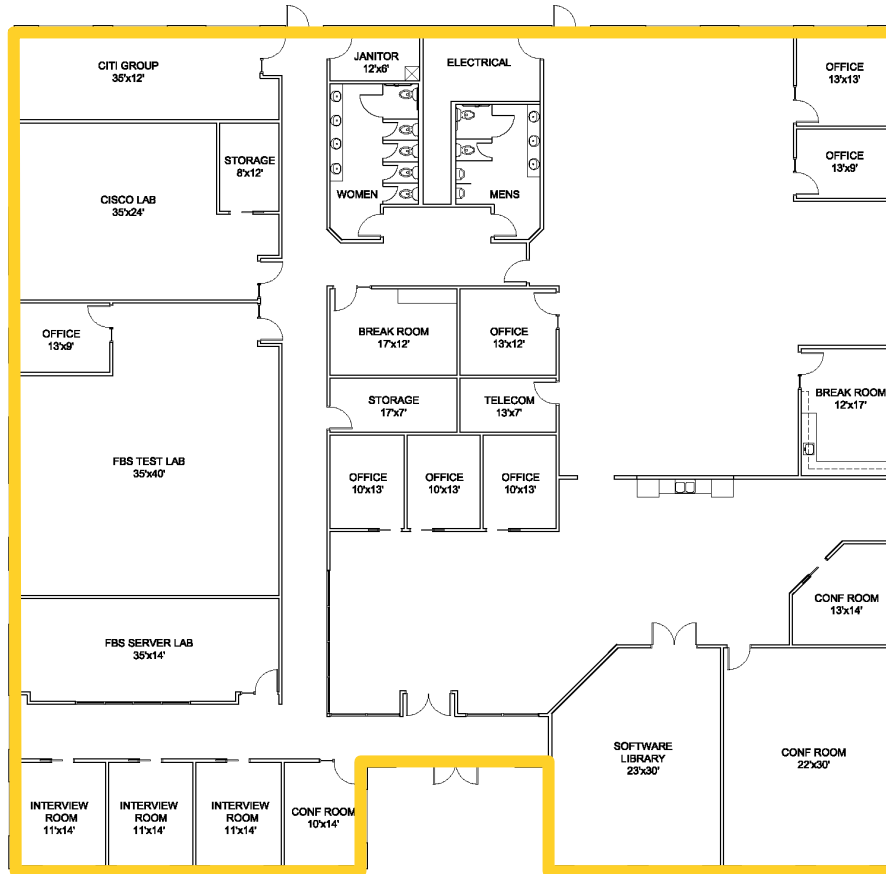 CITI GROUP
35'x12'
JANITOR
12'x6'
ELECTRICAL
OFFICE
13'x13'
STORAGE
8'x12'
OFFICE
13'x9'
CISCO LAB
35'x24'
WOMEN
MENS
OFFICE
13'x9'
BREAK ROOM
17'x12'
OFFICE
13'x12'
STORAGE
17'x7'
TELECOM
13'x7'
BREAK ROOM
12'x17'
FBS TEST LAB
35'x40'
OFFICE
10'x13'
OFFICE
10'x13'
OFFICE
10'x13'
CONF ROOM
13'x14'
FBS SERVER LAB
35'x14'
SOFTWARE
LIBRARY
23'x30'
CONF ROOM
22'x30'
INTERVIEW
ROOM
11'x14'
INTERVIEW
ROOM
11'x14'
INTERVIEW
ROOM
11'x14'
CONF ROOM
10'x14'